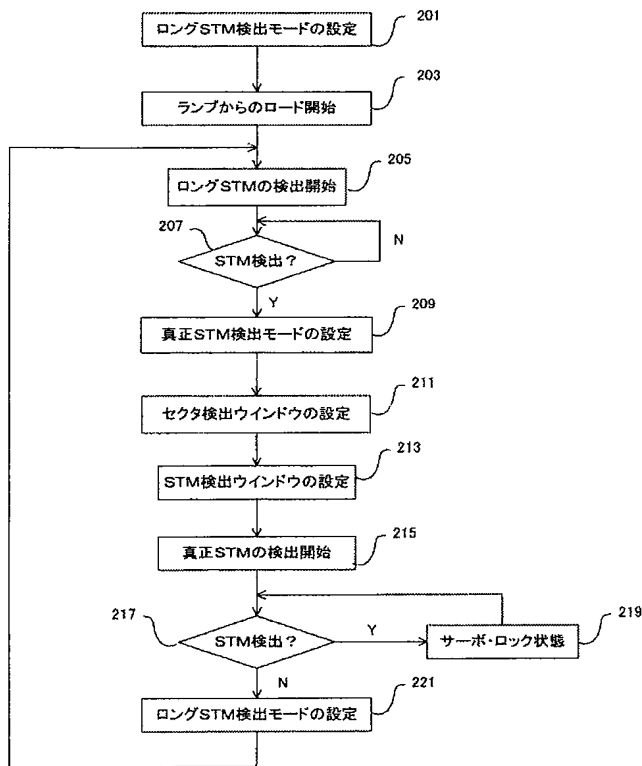 ロングSTM検出モードの設定
201
ランプからのロード開始
203
ロングSTMの検出開始
205
207
STM検出?
N
Y
真正STM検出モードの設定
209
セクタ検出ウインドウの設定
211
STM検出ウインドウの設定
213
真正STMの検出開始
215
217
STM検出?
Y
サーボ・ロック状態
219
N
ロングSTM検出モードの設定
221